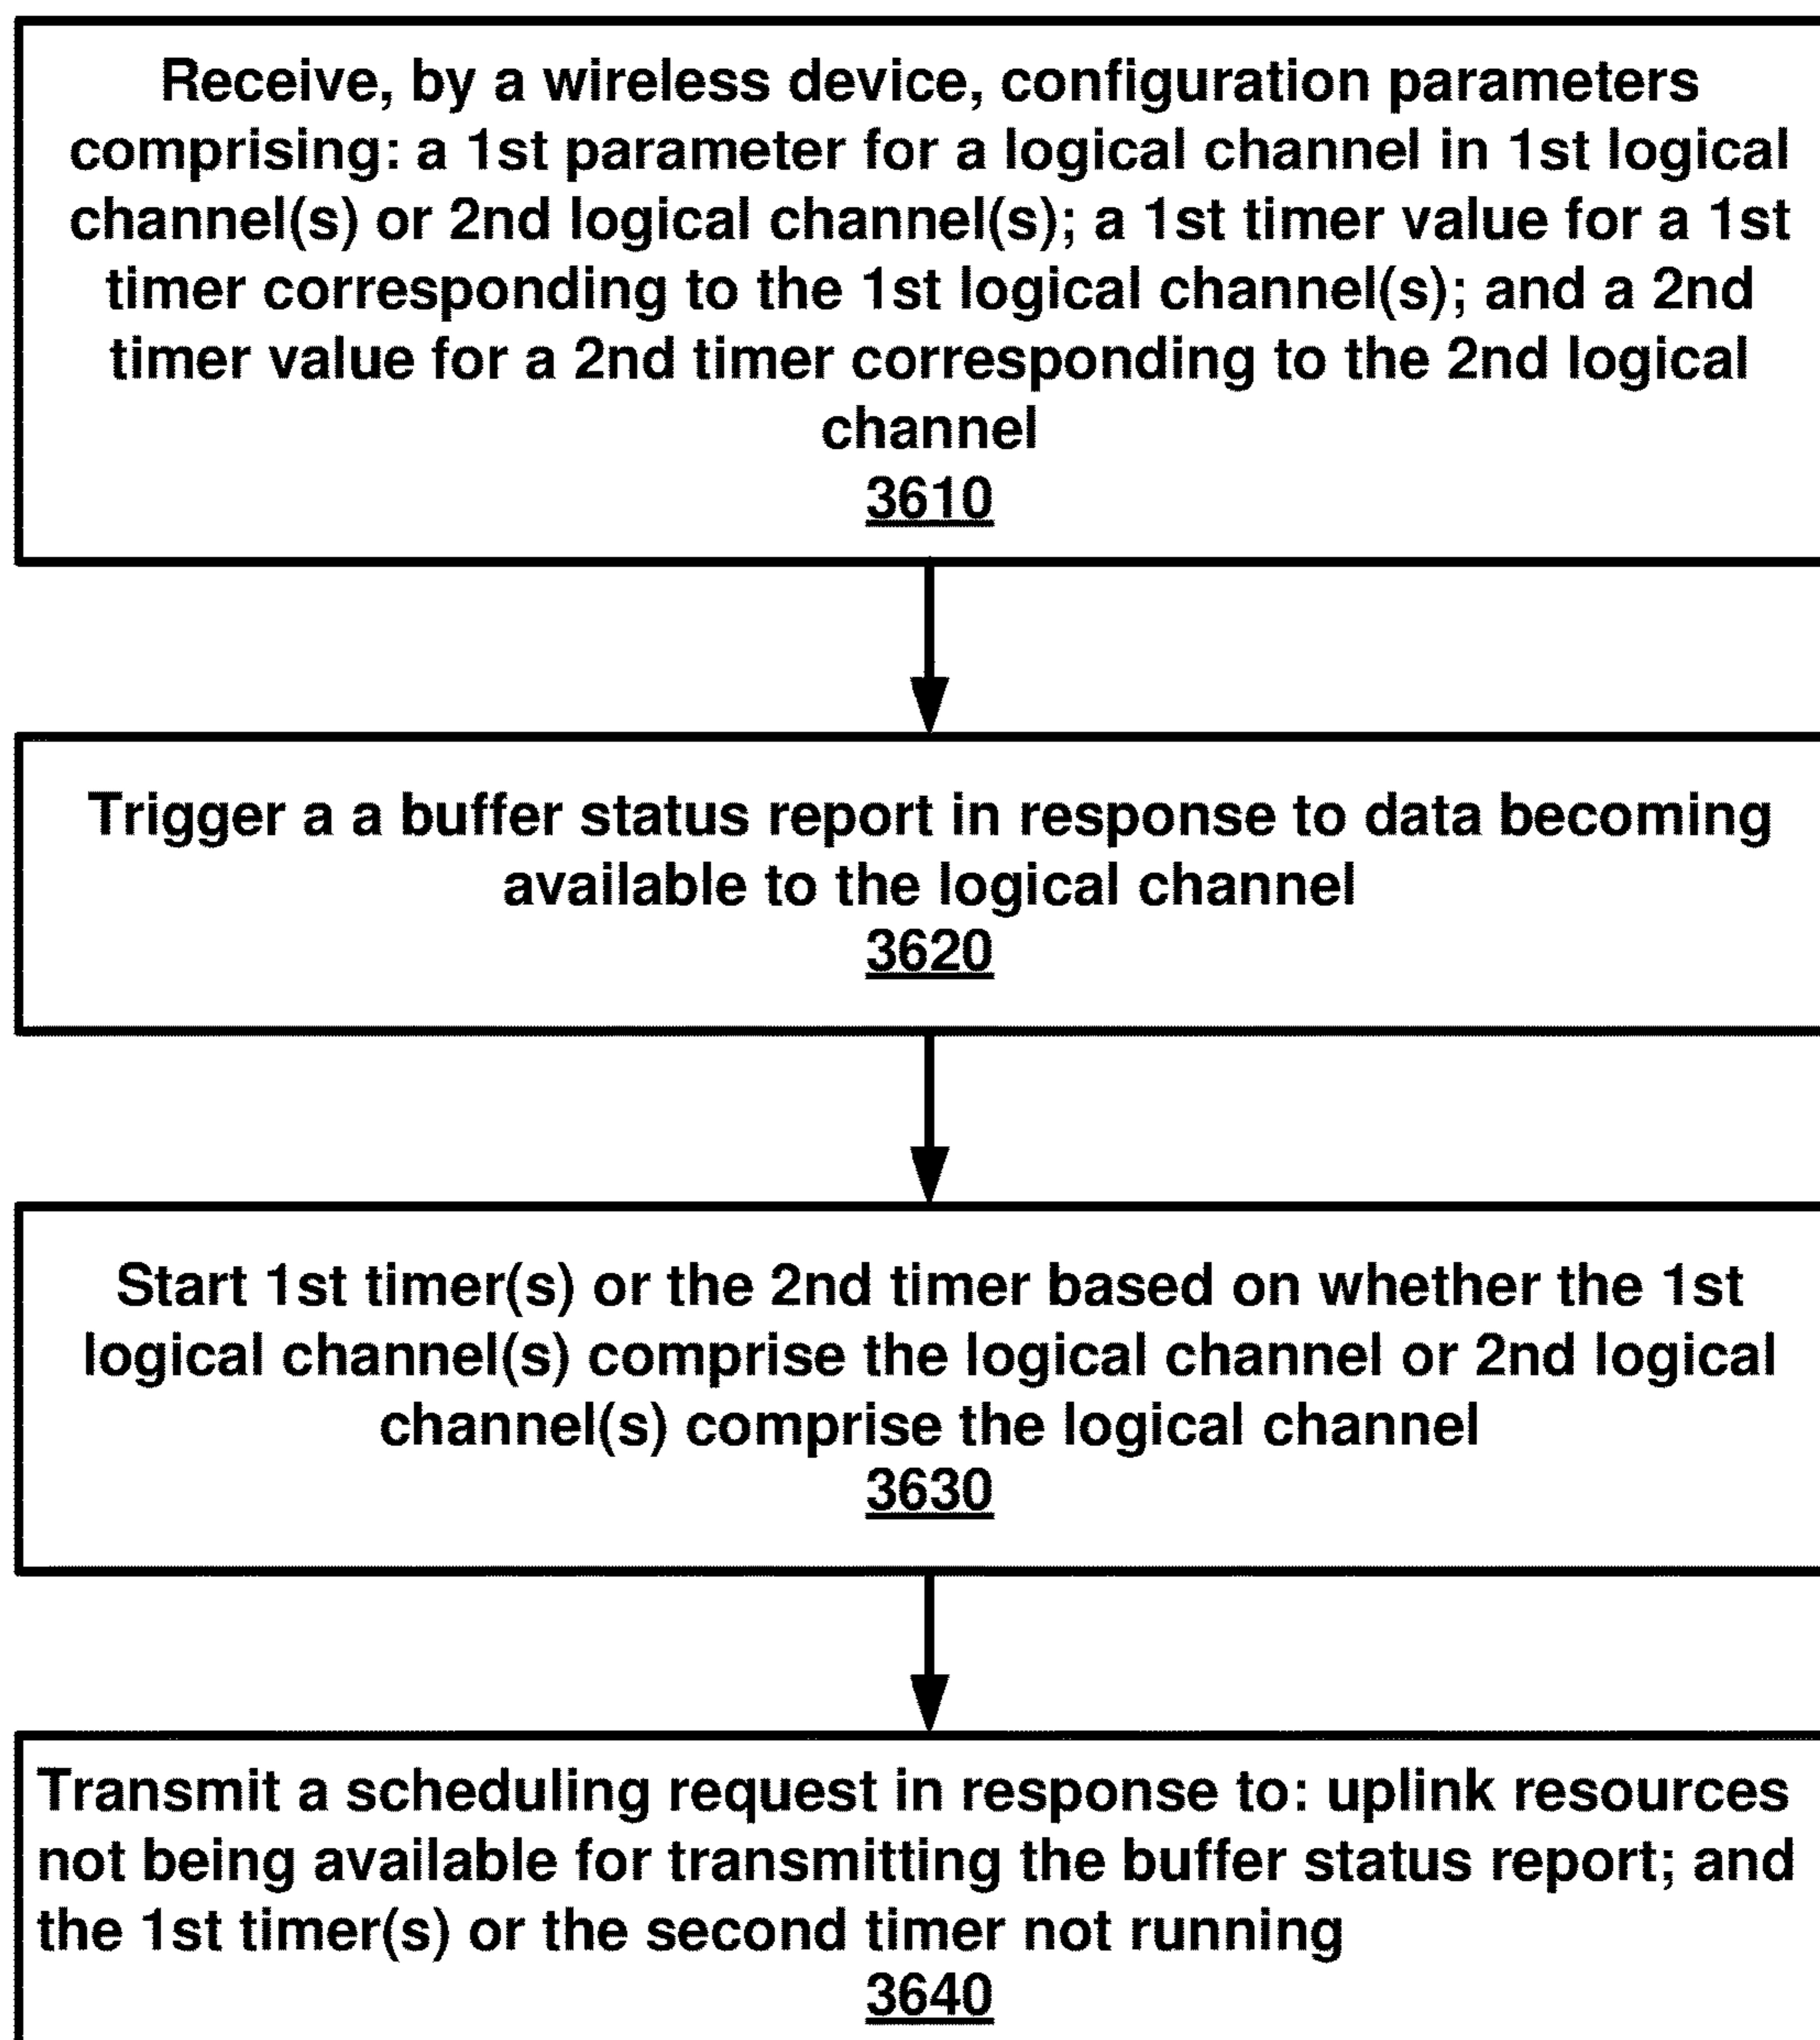 Receive, by a wireless device, configuration parameters
comprising: a 1st parameter for a logical channel in 1st logical
channel(s) or 2nd logical channel(s); a 1st timer value for a 1st
timer corresponding to the 1st logical channel(s); and a 2nd
timer value for a 2nd timer corresponding to the 2nd logical
channel
3610
Trigger a a buffer status report in response to data becoming
available to the logical channel
3620
Start 1st timer(s) or the 2nd timer based on whether the 1st
logical channel(s) comprise the logical channel or 2nd logical
channel(s) comprise the logical channel
3630
Transmit a scheduling request in response to: uplink resources
not being available for transmitting the buffer status report; and
the 1st timer(s) or the second timer not running
3640